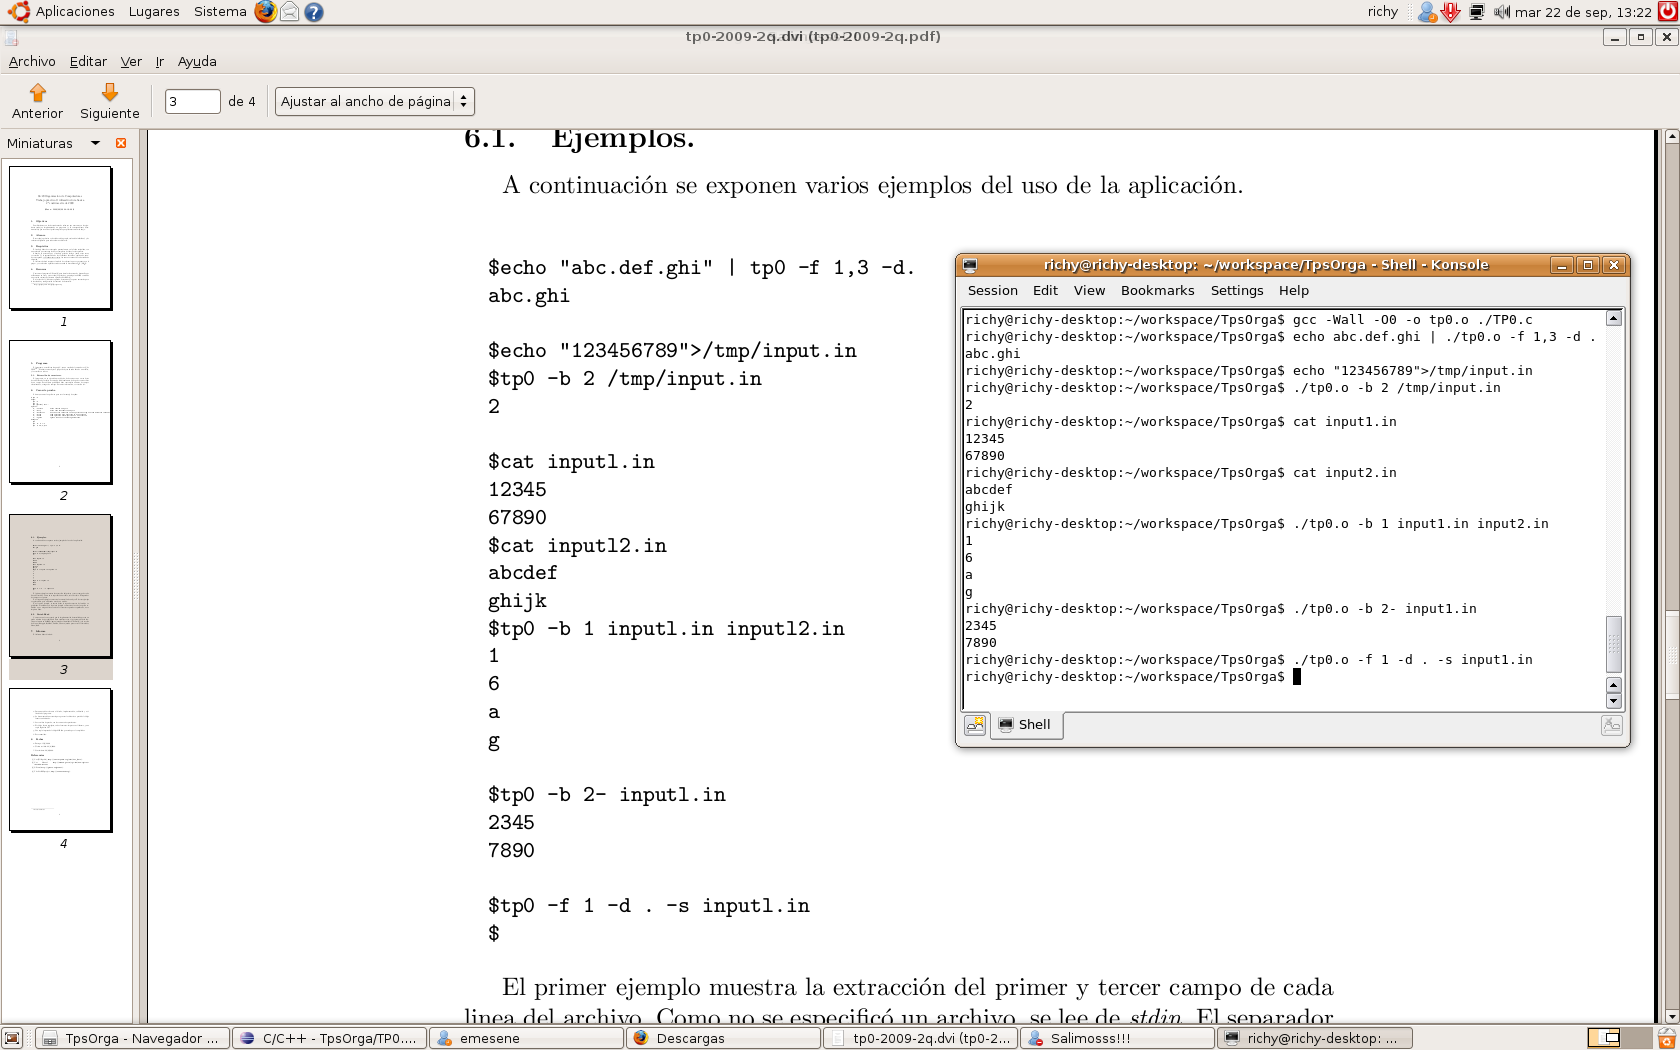 Aplicaciones Lugares Sistema
richy mar 22 de sep, 13:22
tp0-2009-2q.dvi (tp0-2009-2q.pdf)
Archivo Editar Ver Ir Ayuda
Anterior Siguiente 3 de 4 Ajustar al ancho de página
Miniaturas
1
2
3
4
6.1. Ejemplos.
A continuación se exponen varios ejemplos del uso de la aplicación.
$echo "abc.def.ghi" | tp0 -f 1,3 -d.
abc.ghi
$echo "123456789">/tmp/input.in
$tp0 -b 2 /tmp/input.in
2
$cat input1.in
12345
67890
$cat input12.in
abcdef
ghijk
$tp0 -b 1 input1.in input12.in
1
6
a
g
$tp0 -b 2- input1.in
2345
7890
$tp0 -f 1 -d . -s input1.in
$
El primer ejemplo muestra la extracción del primer y tercer campo de cada
linea del archivo. Como no se especificó un archivo, se lee de stdin. El separador
richy@richy-desktop: ~/workspace/TpsOrga - Shell - Konsole
Session Edit View Bookmarks Settings Help
richy@richy-desktop:~/workspace/TpsOrga$ gcc -Wall -O0 -o tp0.o ./TP0.c
richy@richy-desktop:~/workspace/TpsOrga$ echo abc.def.ghi | ./tp0.o -f 1,3 -d .
abc.ghi
richy@richy-desktop:~/workspace/TpsOrga$ echo "123456789">/tmp/input.in
richy@richy-desktop:~/workspace/TpsOrga$ ./tp0.o -b 2 /tmp/input.in
2
richy@richy-desktop:~/workspace/TpsOrga$ cat input1.in
12345
67890
richy@richy-desktop:~/workspace/TpsOrga$ cat input2.in
abcdef
ghijk
richy@richy-desktop:~/workspace/TpsOrga$ ./tp0.o -b 1 input1.in input2.in
1
6
a
g
richy@richy-desktop:~/workspace/TpsOrga$ ./tp0.o -b 2- input1.in
2345
7890
richy@richy-desktop:~/workspace/TpsOrga$ ./tp0.o -f 1 -d . -s input1.in
richy@richy-desktop:~/workspace/TpsOrga$
Shell
TpsOrga - Navegador ... C/C++ - TpsOrga/TP0.... emesene Descargas tp0-2009-2q.dvi (tp0-2... Salimosss!!! richy@richy-desktop: ...